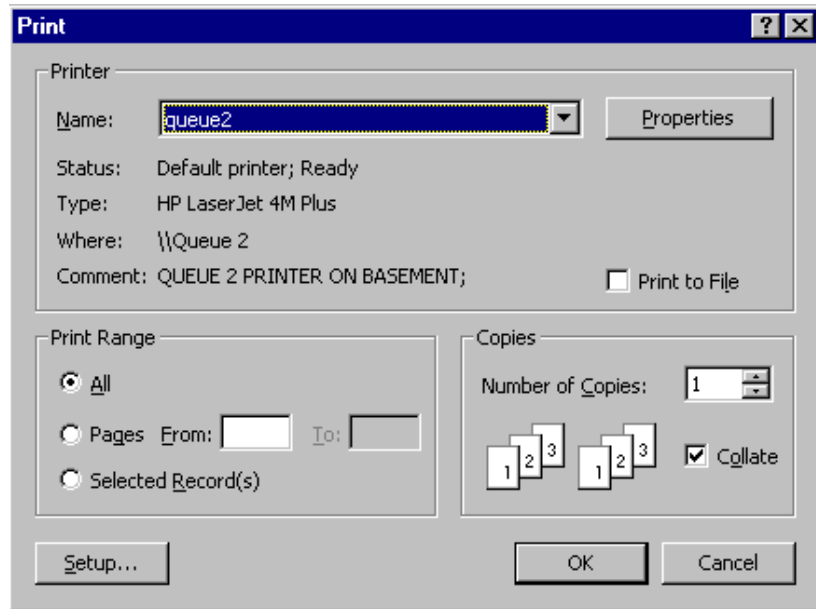 Print
Printer
Name: queue2 Properties
Status: Default printer; Ready
Type: HP LaserJet 4M Plus
Where: \\Queue 2
Comment: QUEUE 2 PRINTER ON BASEMENT;
Print to File
Print Range
All
Pages From: To:
Selected Record(s)
Copies
Number of Copies: 1
1 2 3 1 2 3
Collate
Setup... OK Cancel